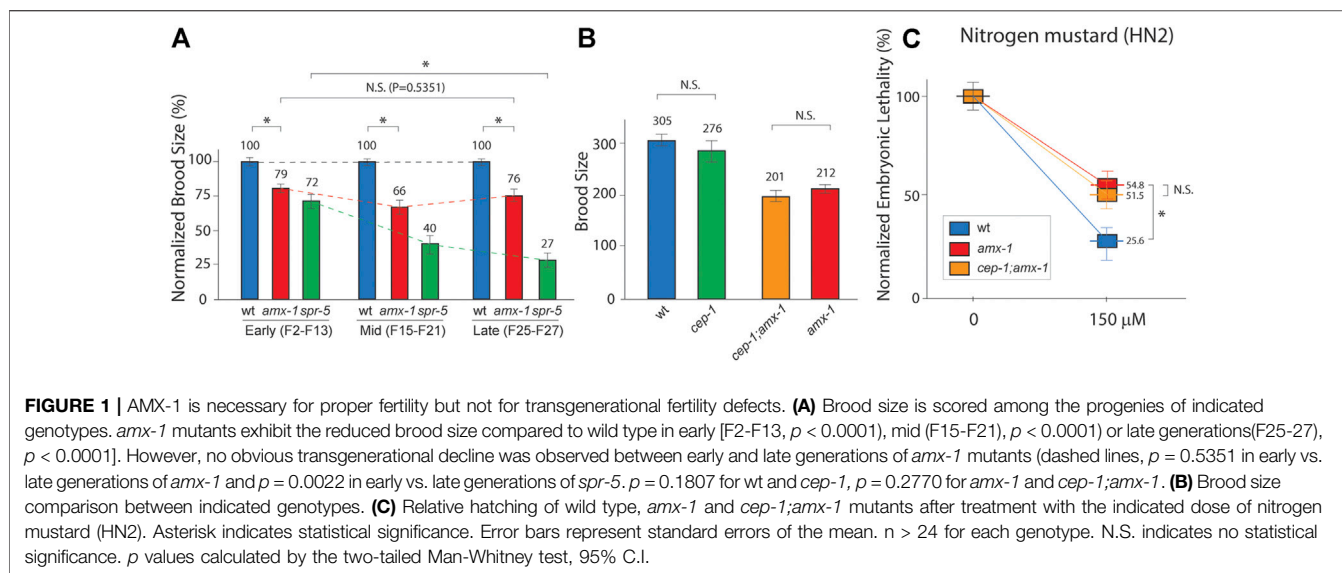 A
Normalized Brood Size (%)
*
N.S. (P=0.5351)
*
*
*
100
79
72
100
66
40
100
76
27
100
75
50
25
0
wt amx-1 spr-5
wt amx-1 spr-5
wt amx-1 spr-5
Early (F2-F13)
Mid (F15-F21)
Late (F25-F27)
B
Brood Size
N.S.
N.S.
305
276
201
212
300
200
100
0
wt
cep-1
cep-1;amx-1
amx-1
C
Nitrogen mustard (HN2)
Normalized Embryonic Lethality (%)
100
50
0
54.8
51.5
25.6
N.S.
*
wt
amx-1
cep-1;amx-1
0
150 µM
FIGURE 1 | AMX-1 is necessary for proper fertility but not for transgenerational fertility defects. (A) Brood size is scored among the progenies of indicated
genotypes. amx-1 mutants exhibit the reduced brood size compared to wild type in early [F2-F13, p < 0.0001), mid (F15-F21), p < 0.0001) or late generations(F25-27),
p < 0.0001]. However, no obvious transgenerational decline was observed between early and late generations of amx-1 mutants (dashed lines, p = 0.5351 in early vs.
late generations of amx-1 and p = 0.0022 in early vs. late generations of spr-5. p = 0.1807 for wt and cep-1, p = 0.2770 for amx-1 and cep-1;amx-1. (B) Brood size
comparison between indicated genotypes. (C) Relative hatching of wild type, amx-1 and cep-1;amx-1 mutants after treatment with the indicated dose of nitrogen
mustard (HN2). Asterisk indicates statistical significance. Error bars represent standard errors of the mean. n > 24 for each genotype. N.S. indicates no statistical
significance. p values calculated by the two-tailed Man-Whitney test, 95% C.I.